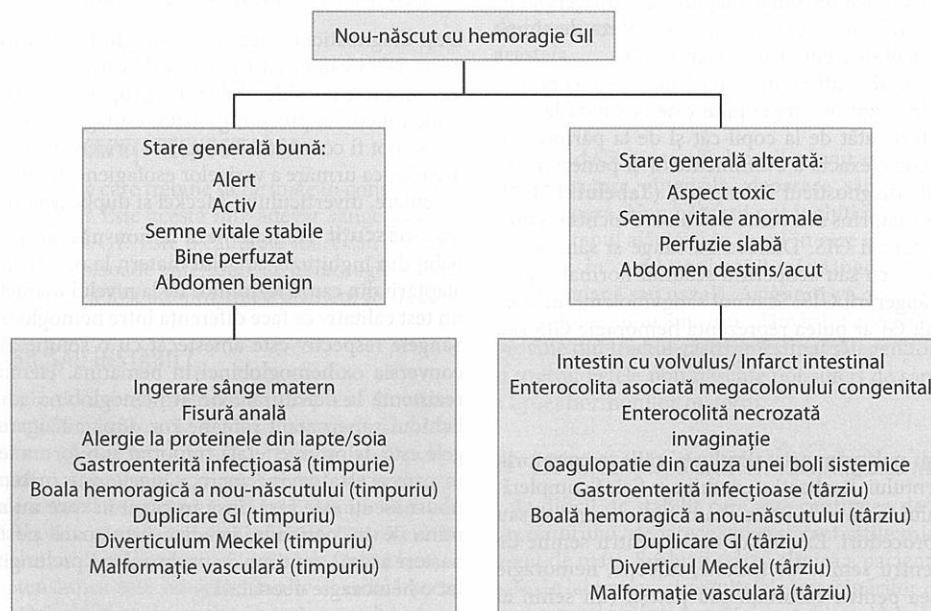 Nou-născut cu hemoragie GII
Stare generală bună:
Alert
Activ
Semne vitale stabile
Bine perfuzat
Abdomen benign
Stare generală alterată:
Aspect toxic
Semne vitale anormale
Perfuzie slabă
Abdomen destins/acut
Ingerare sânge matern
Fisură anală
Alergie la proteinele din lapte/soia
Gastroenterită infecțioasă (timpurie)
Boala hemoragică a nou-născutului (timpuriu)
Duplicare GI (timpuriu)
Diverticulum Meckel (timpuriu)
Malformație vasculară (timpuriu)
Intestin cu volvulus/ Infarct intestinal
Enterocolită asociată megacolonului congenital
Enterocolită necrozată
invaginație
Coagulopatie din cauza unei boli sistemice
Gastroenterită infecțioase (târziu)
Boală hemoragică a nou-născutului (târziu)
Duplicare GI (târziu)
Diverticul Meckel (târziu)
Malformație vasculară (târziu)